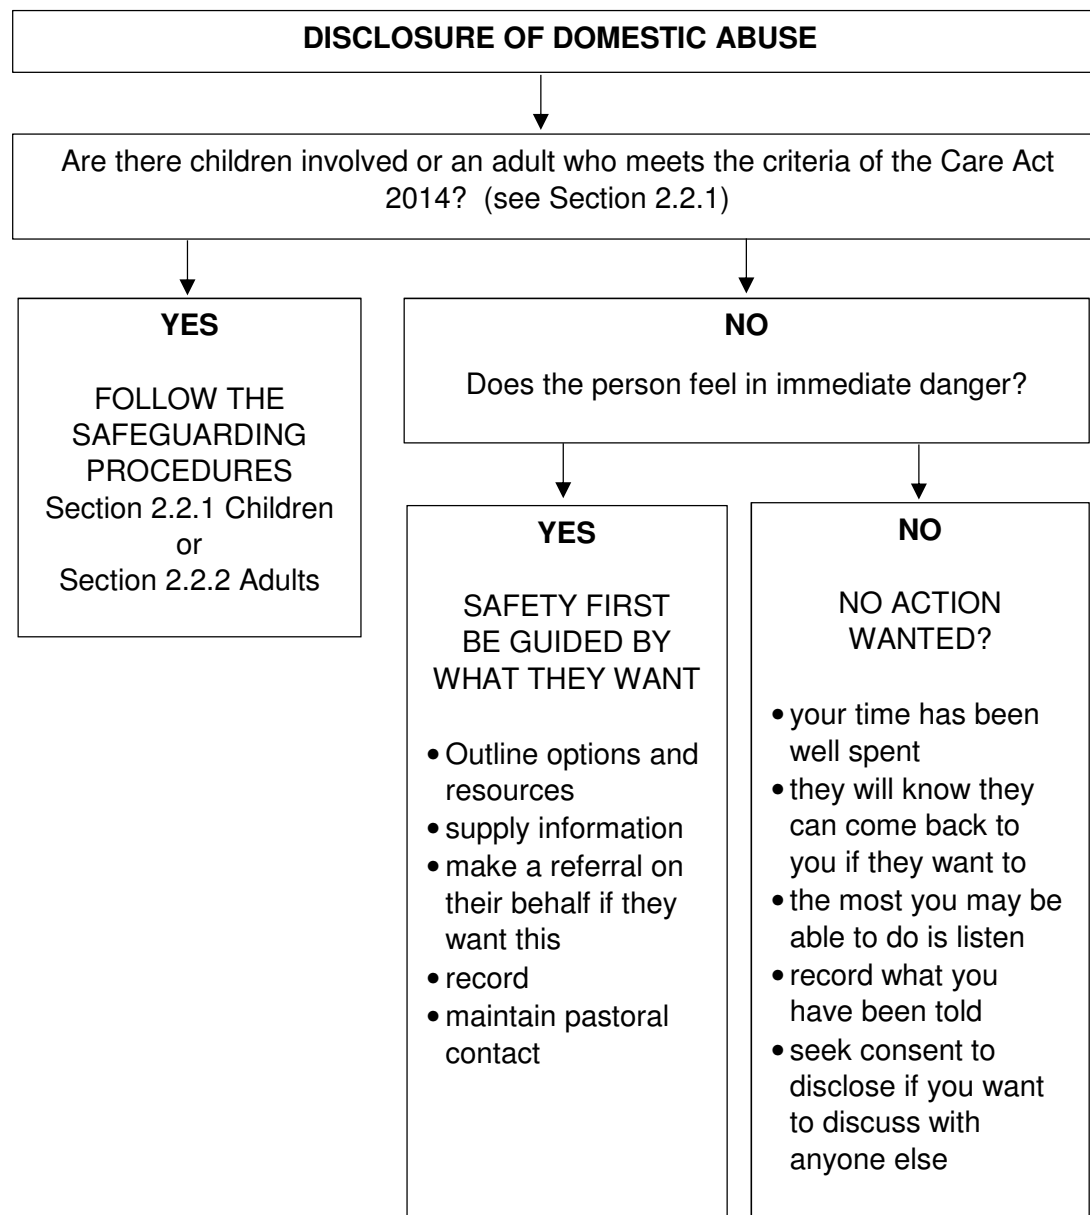 DISCLOSURE OF DOMESTIC ABUSE
Are there children involved or an adult who meets the criteria of the Care Act
2014?  (see Section 2.2.1)
YES
FOLLOW THE
SAFEGUARDING
PROCEDURES
Section 2.2.1 Children
or
Section 2.2.2 Adults
NO
Does the person feel in immediate danger?
YES
SAFETY FIRST
BE GUIDED BY
WHAT THEY WANT
• Outline options and
resources
• supply information
• make a referral on
their behalf if they
want this
• record
• maintain pastoral
contact
NO
NO ACTION
WANTED?
• your time has been
well spent
• they will know they
can come back to
you if they want to
• the most you may be
able to do is listen
• record what you
have been told
• seek consent to
disclose if you want
to discuss with
anyone else